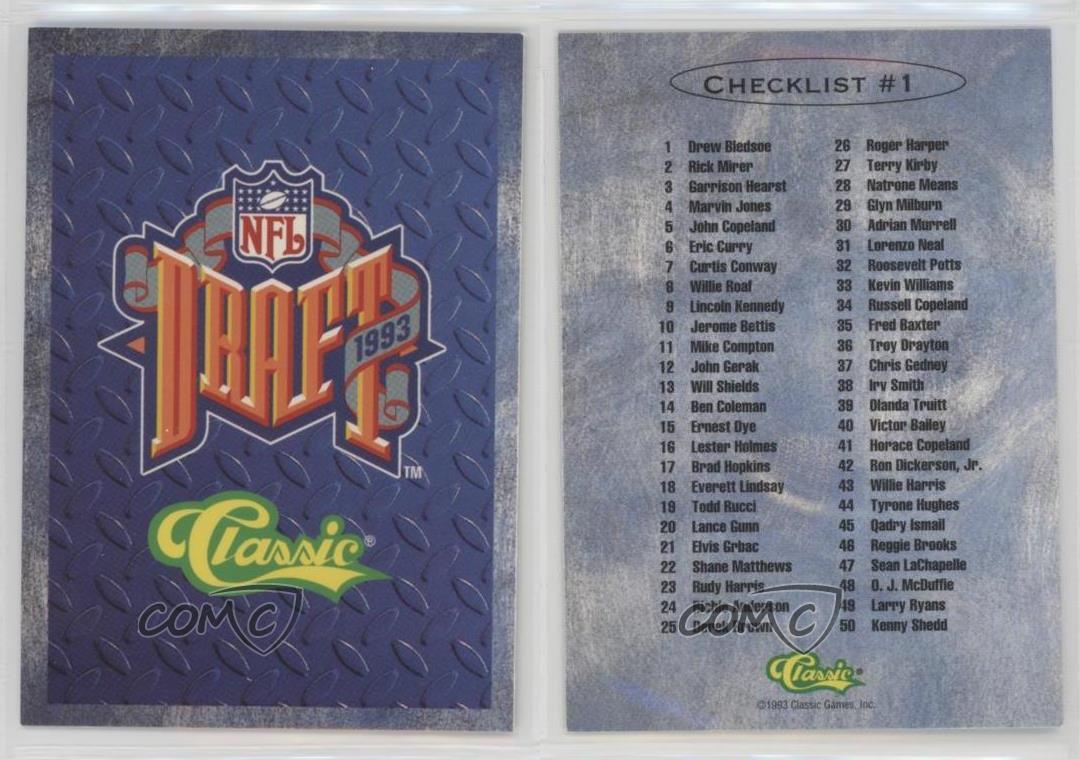 NFL
DRAFT
1993
TM
Classic®
COMC
CHECKLIST #1
1 Drew Bledsoe
2 Rick Mirer
3 Garrison Hearst
4 Marvin Jones
5 John Copeland
6 Eric Curry
7 Curtis Conway
8 Willie Roaf
9 Lincoln Kennedy
10 Jerome Bettis
11 Mike Compton
12 John Gerak
13 Will Shields
14 Ben Coleman
15 Ernest Dye
16 Lester Holmes
17 Brad Hopkins
18 Everett Lindsay
19 Todd Rucci
20 Lance Gunn
21 Elvis Grbac
22 Shane Matthews
23 Rudy Harris
24 Richie Anderson
25 Derek Brown
26 Roger Harper
27 Terry Kirby
28 Natrone Means
29 Glyn Milburn
30 Adrian Murrell
31 Lorenzo Neal
32 Roosevelt Potts
33 Kevin Williams
34 Russell Copeland
35 Fred Baxter
36 Troy Drayton
37 Chris Gedney
38 Irv Smith
39 Olanda Truitt
40 Victor Bailey
41 Horace Copeland
42 Ron Dickerson, Jr.
43 Willie Harris
44 Tyrone Hughes
45 Qadry Ismail
46 Reggie Brooks
47 Sean LaChapelle
48 O. J. McDuffie
49 Larry Ryans
50 Kenny Shedd
COMC
Classic®
©1993 Classic Games, Inc.